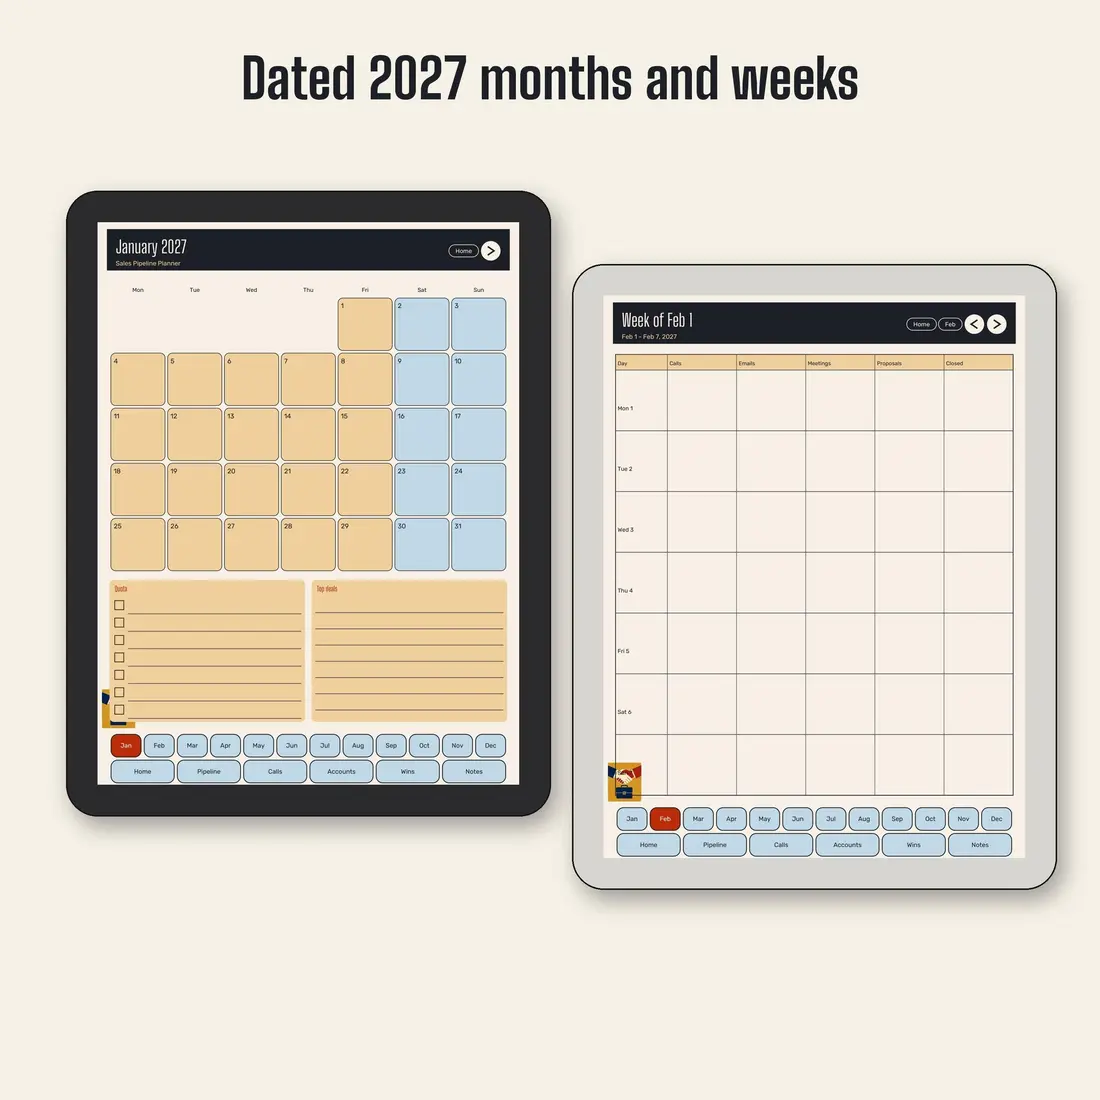 Dated 2027 months and weeks
January 2027
Sales Pipeline Planner
Home >
Mon Tue Wed Thu Fri Sat Sun
1 2 3
4 5 6 7 8 9 10
11 12 13 14 15 16 17
18 19 20 21 22 23 24
25 26 27 28 29 30 31
Quota
Top deals
Jan Feb Mar Apr May Jun Jul Aug Sep Oct Nov Dec
Home Pipeline Calls Accounts Wins Notes
Week of Feb 1
Feb 1 - Feb 7, 2027
Home Feb < >
Day Calls Emails Meetings Proposals Closed
Mon 1
Tue 2
Wed 3
Thu 4
Fri 5
Sat 6
Jan Feb Mar Apr May Jun Jul Aug Sep Oct Nov Dec
Home Pipeline Calls Accounts Wins Notes